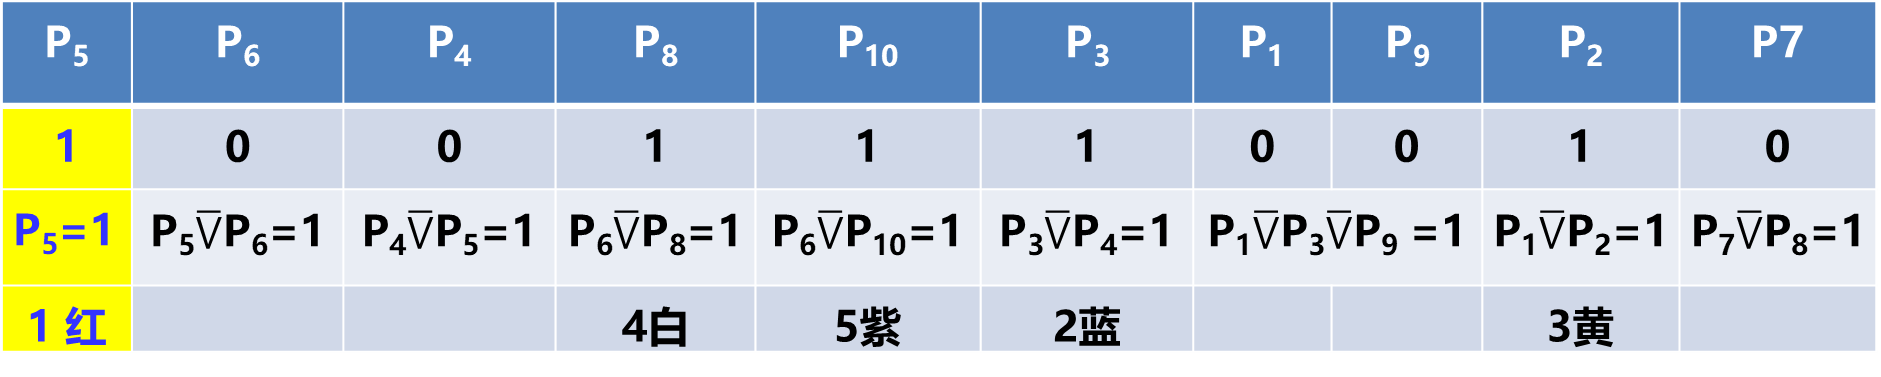 P₅ P₆ P₄ P₈ P₁₀ P₃ P₁ P₉ P₂ P7
1 0 0 1 1 1 0 0 1 0
P₅=1 P₅⊽P₆=1 P₄⊽P₅=1 P₆⊽P₈=1 P₆⊽P₁₀=1 P₃⊽P₄=1 P₁⊽P₃⊽P₉ =1 P₁⊽P₂=1 P₇⊽P₈=1
1 红 4白 5紫 2蓝 3黄